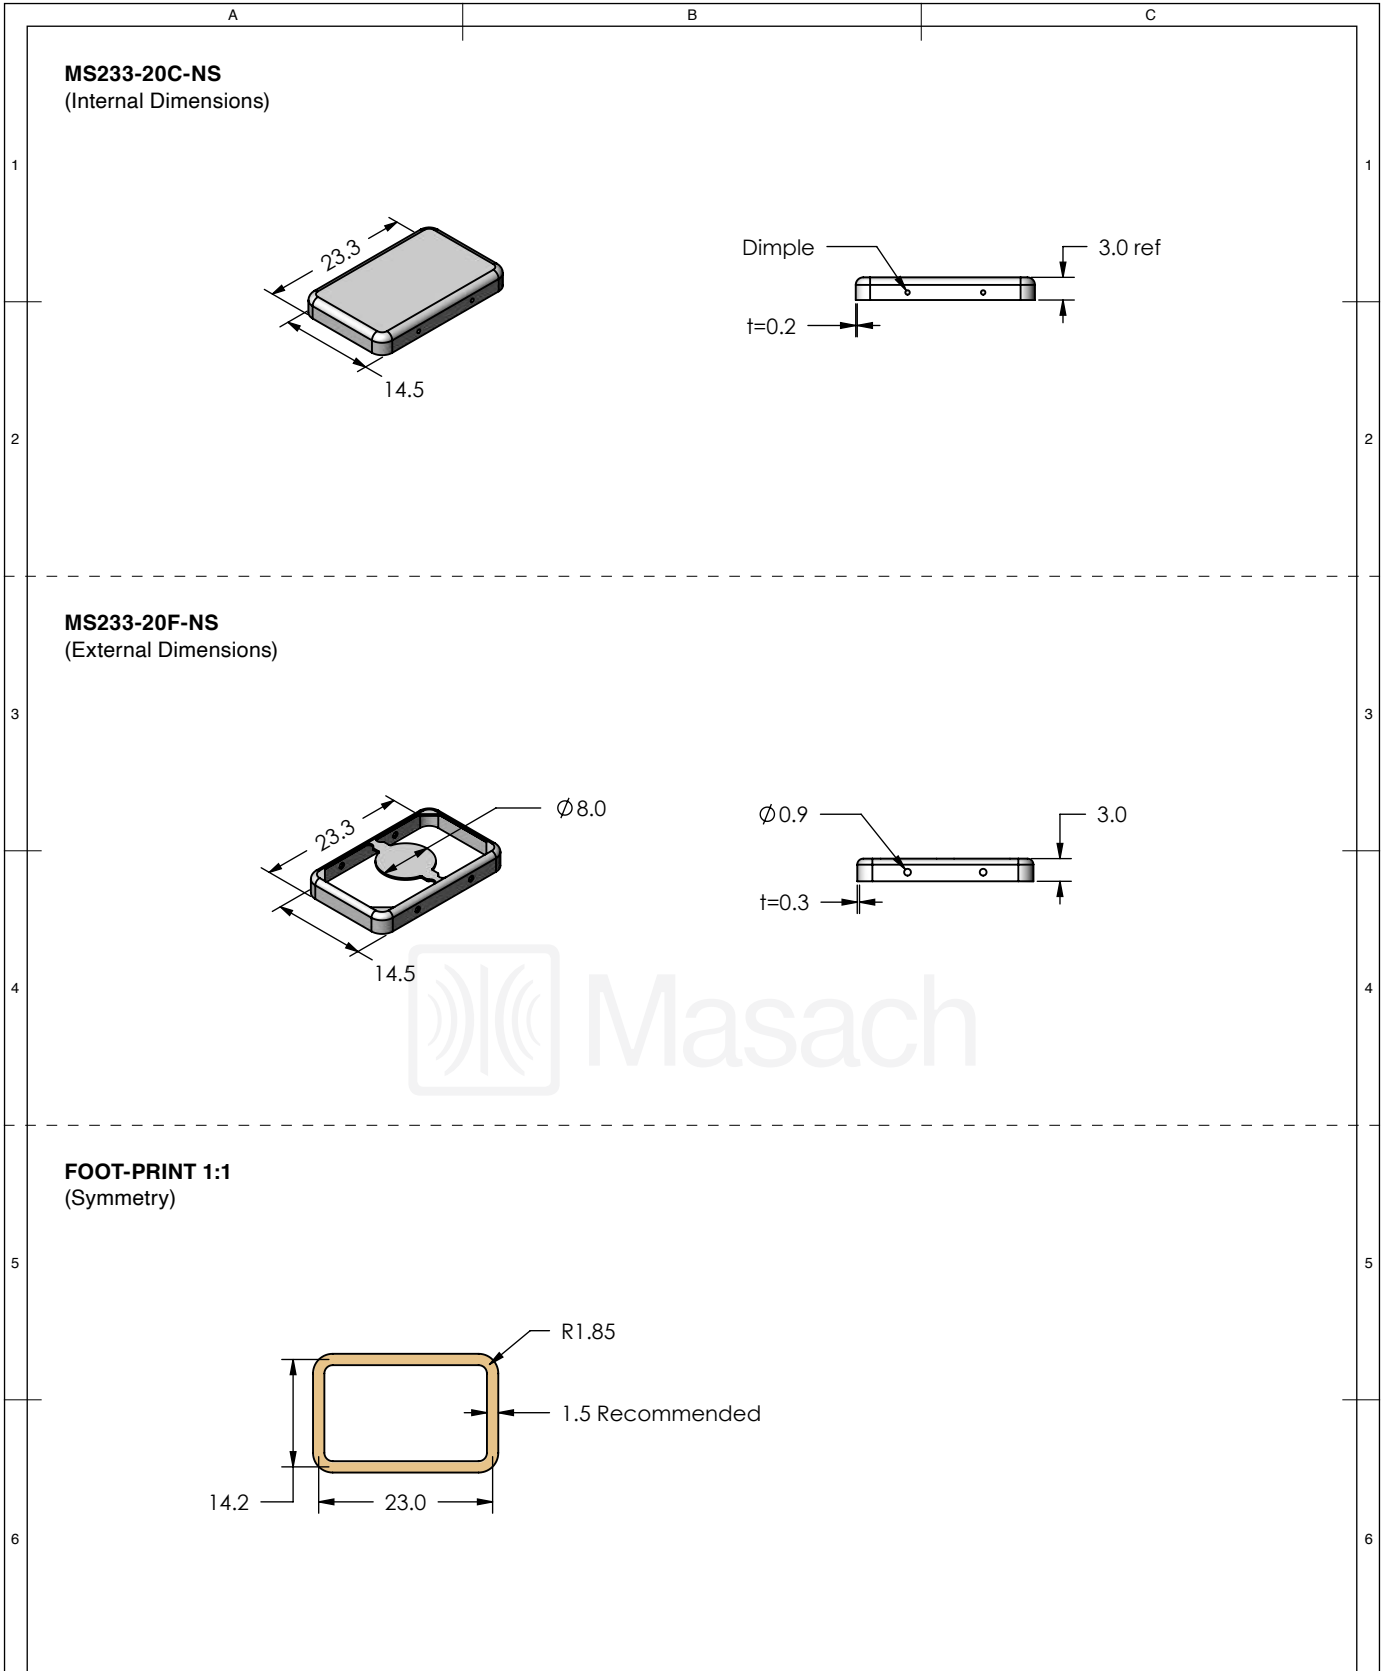 A B C
MS233-20C-NS
(Internal Dimensions)
1 1
23.3
Dimple 3.0 ref
t=0.2
14.5
2 2
MS233-20F-NS
(External Dimensions)
3 3
23.3 Ø8.0 Ø0.9 3.0
t=0.3
14.5
4 Masach 4
FOOT-PRINT 1:1
(Symmetry)
5 5
R1.85
1.5 Recommended
14.2 23.0
6 6